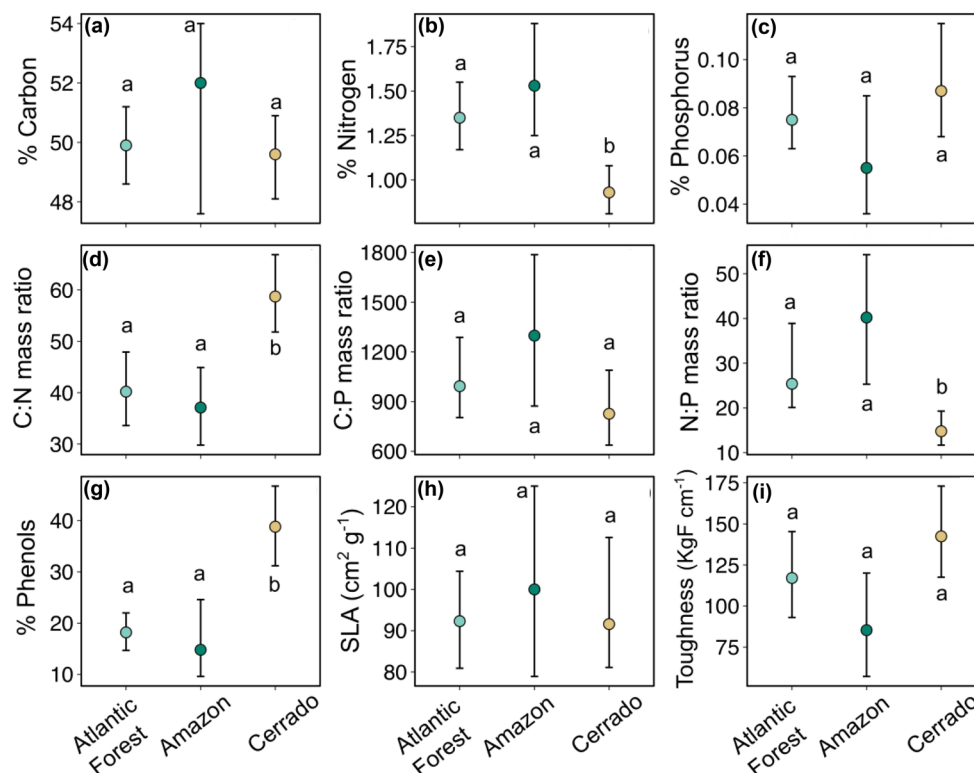 (a)
a
a
a
% Carbon
54
52
50
48
(b)
a
a
b
% Nitrogen
1.75
1.50
1.25
1.00
(c)
a
a
a
% Phosphorus
0.10
0.08
0.06
0.04
(d)
a
a
b
C:N mass ratio
60
50
40
30
(e)
a
a
a
C:P mass ratio
1800
1500
1200
900
600
(f)
a
a
b
N:P mass ratio
50
40
30
20
10
(g)
a
a
b
% Phenols
40
30
20
10
Atlantic
Forest
Amazon
Cerrado
(h)
a
a
a
SLA (cm² g⁻¹)
120
110
100
90
80
Atlantic
Forest
Amazon
Cerrado
(i)
a
a
a
Toughness (KgF cm⁻¹)
175
150
125
100
75
Atlantic
Forest
Amazon
Cerrado